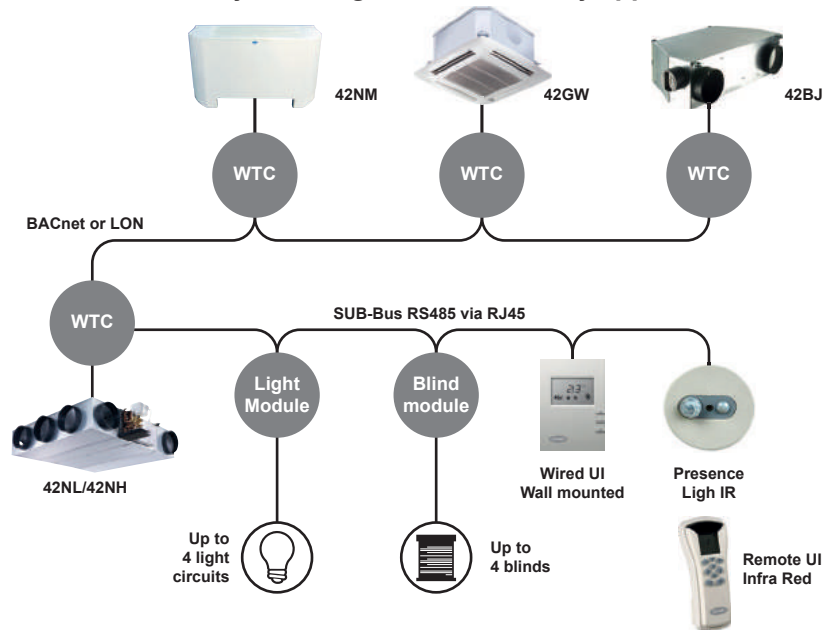 42NM
42GW
42BJ
WTC
WTC
WTC
BACnet or LON
WTC
SUB-Bus RS485 via RJ45
Light
Module
Blind
module
42NL/42NH
Wired UI
Wall mounted
Presence
Ligh IR
Up to
4 light
circuits
Up to
4 blinds
Remote UI
Infra Red